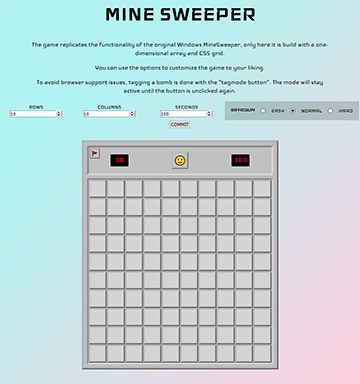 MINE SWEEPER
The game replicates the functionality of the original Windows MineSweeper, only here it is build with a one-
dimensional array and CSS grid.
You can use the options to customize the game to your liking.
To avoid browser support issues, tagging a bomb is done with the "tagmode button". The mode will stay
active until the button is unclicked again.
ROWS COLUMNS SECONDS
DIFFICULTY EASY NORMAL HARD
10 10
COMMIT